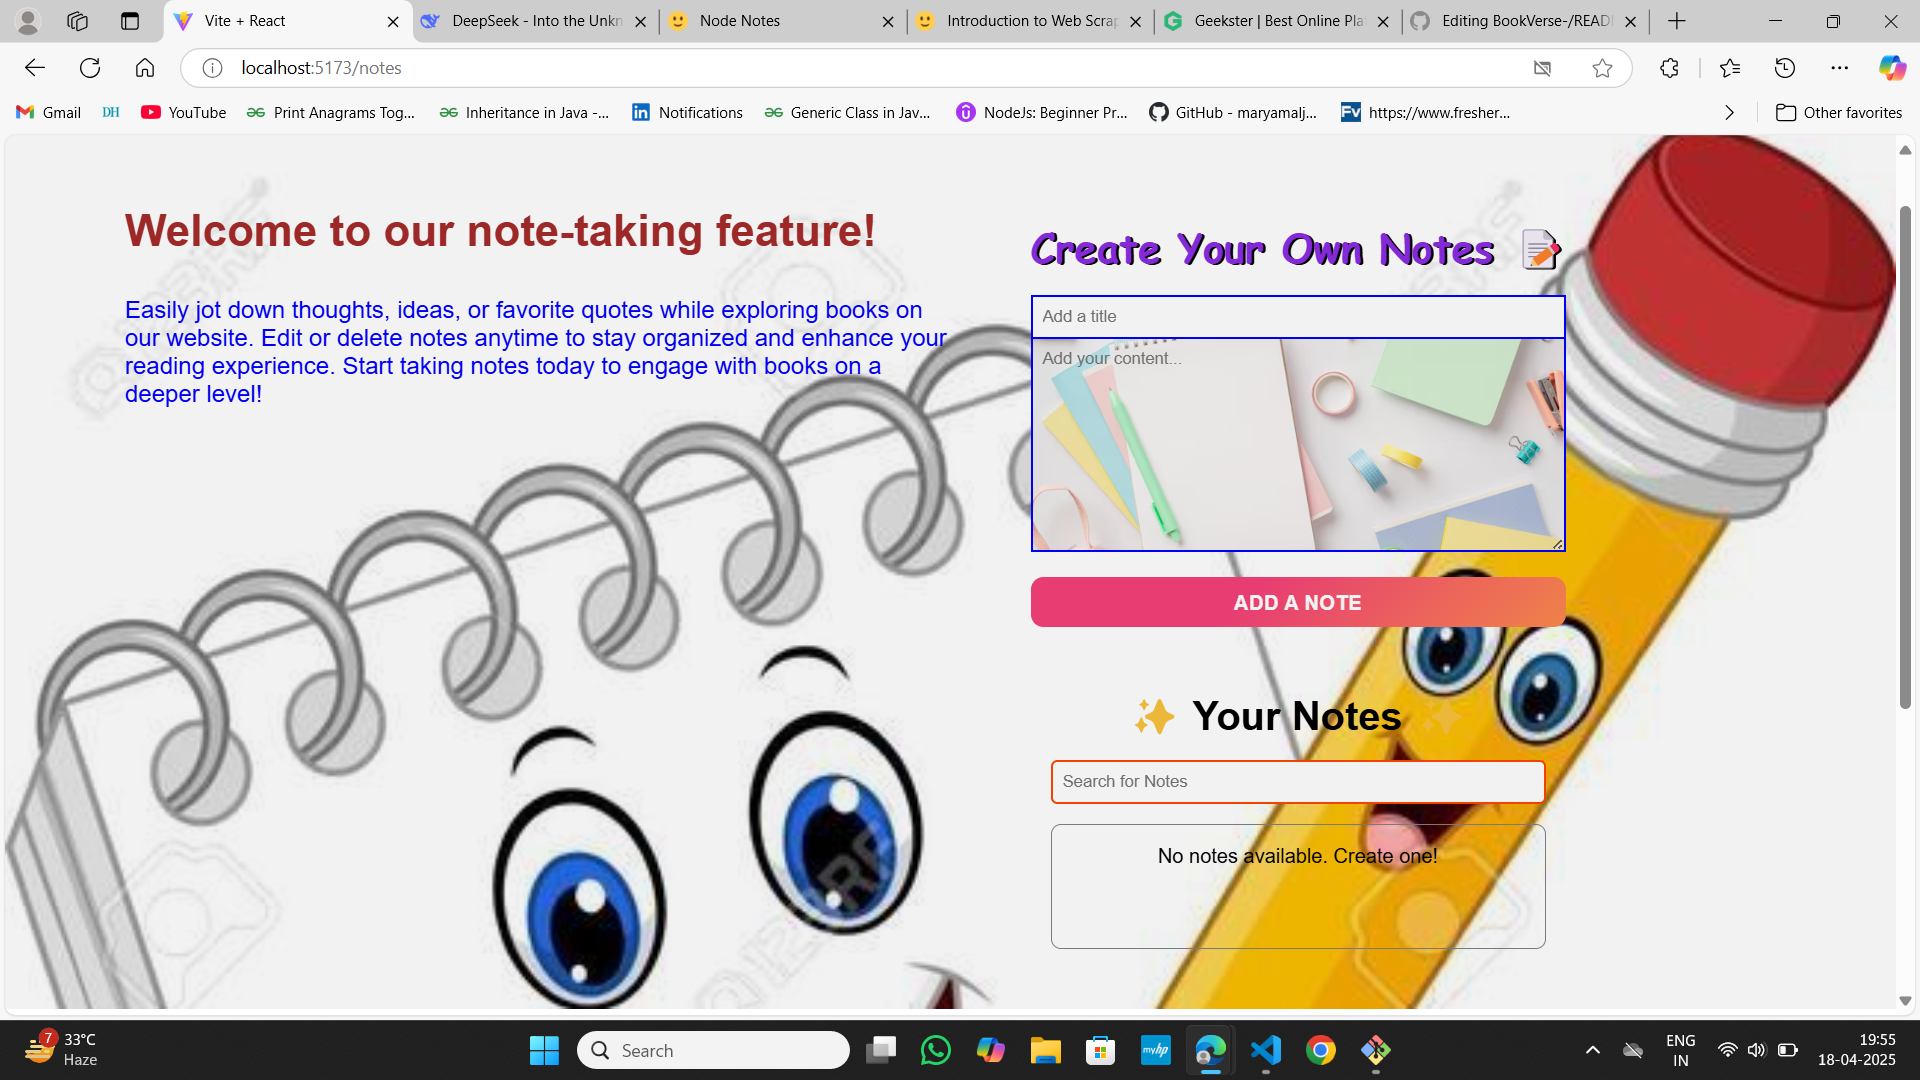 Vite + React
DeepSeek - Into the Unkn
Node Notes
Introduction to Web Scrap
Geekster | Best Online Plat
Editing BookVerse-/READI
localhost:5173/notes
Gmail
DH
YouTube
Print Anagrams Tog...
Inheritance in Java -...
Notifications
Generic Class in Jav...
NodeJs: Beginner Pr...
GitHub - maryamalj...
Fv
https://www.fresher...
Other favorites
Welcome to our note-taking feature!
Easily jot down thoughts, ideas, or favorite quotes while exploring books on
our website. Edit or delete notes anytime to stay organized and enhance your
reading experience. Start taking notes today to engage with books on a
deeper level!
Create Your Own Notes
Add a title
Add your content...
ADD A NOTE
Your Notes
Search for Notes
No notes available. Create one!
7
33°C
Haze
Search
myhp
ENG
IN
19:55
18-04-2025